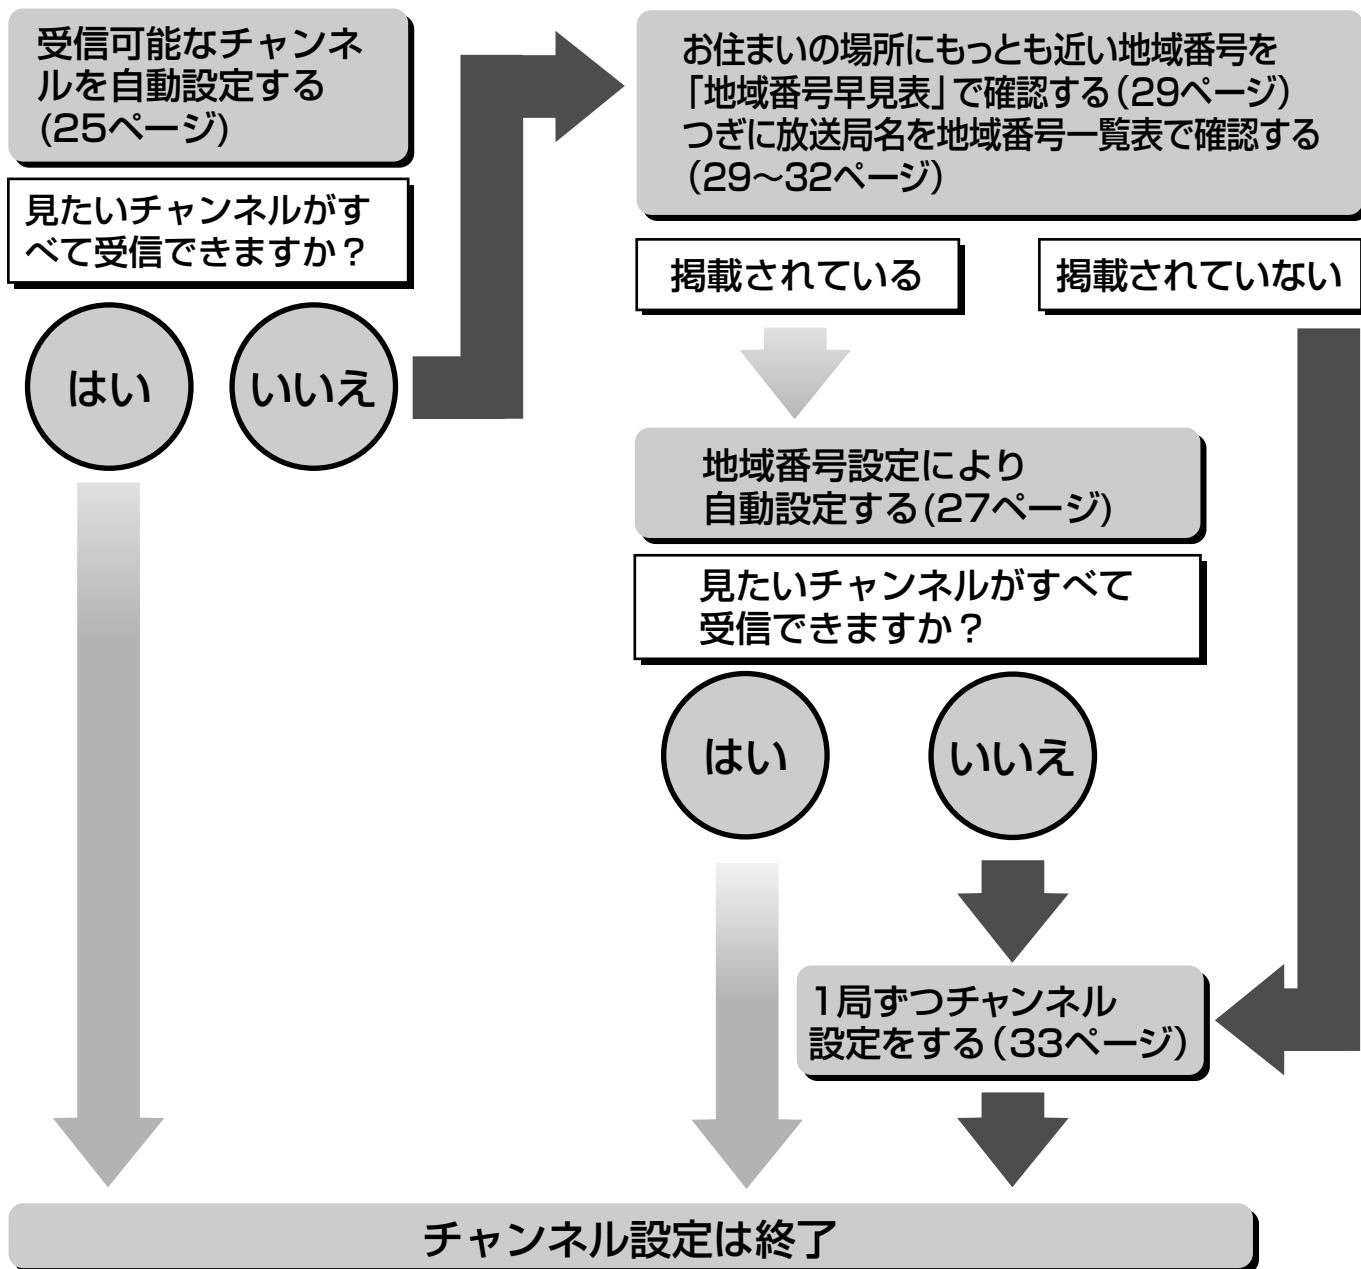 受信可能なチャンネ
ルを自動設定する
(25ページ)
見たいチャンネルがす
べて受信できますか？
はい
いいえ
お住まいの場所にもっとも近い地域番号を
「地域番号早見表」で確認する(29ページ)
つぎに放送局名を地域番号一覧表で確認する
(29〜32ページ)
掲載されている
掲載されていない
地域番号設定により
自動設定する(27ページ)
見たいチャンネルがすべて
受信できますか？
はい
いいえ
1局ずつチャンネル
設定をする(33ページ)
チャンネル設定は終了